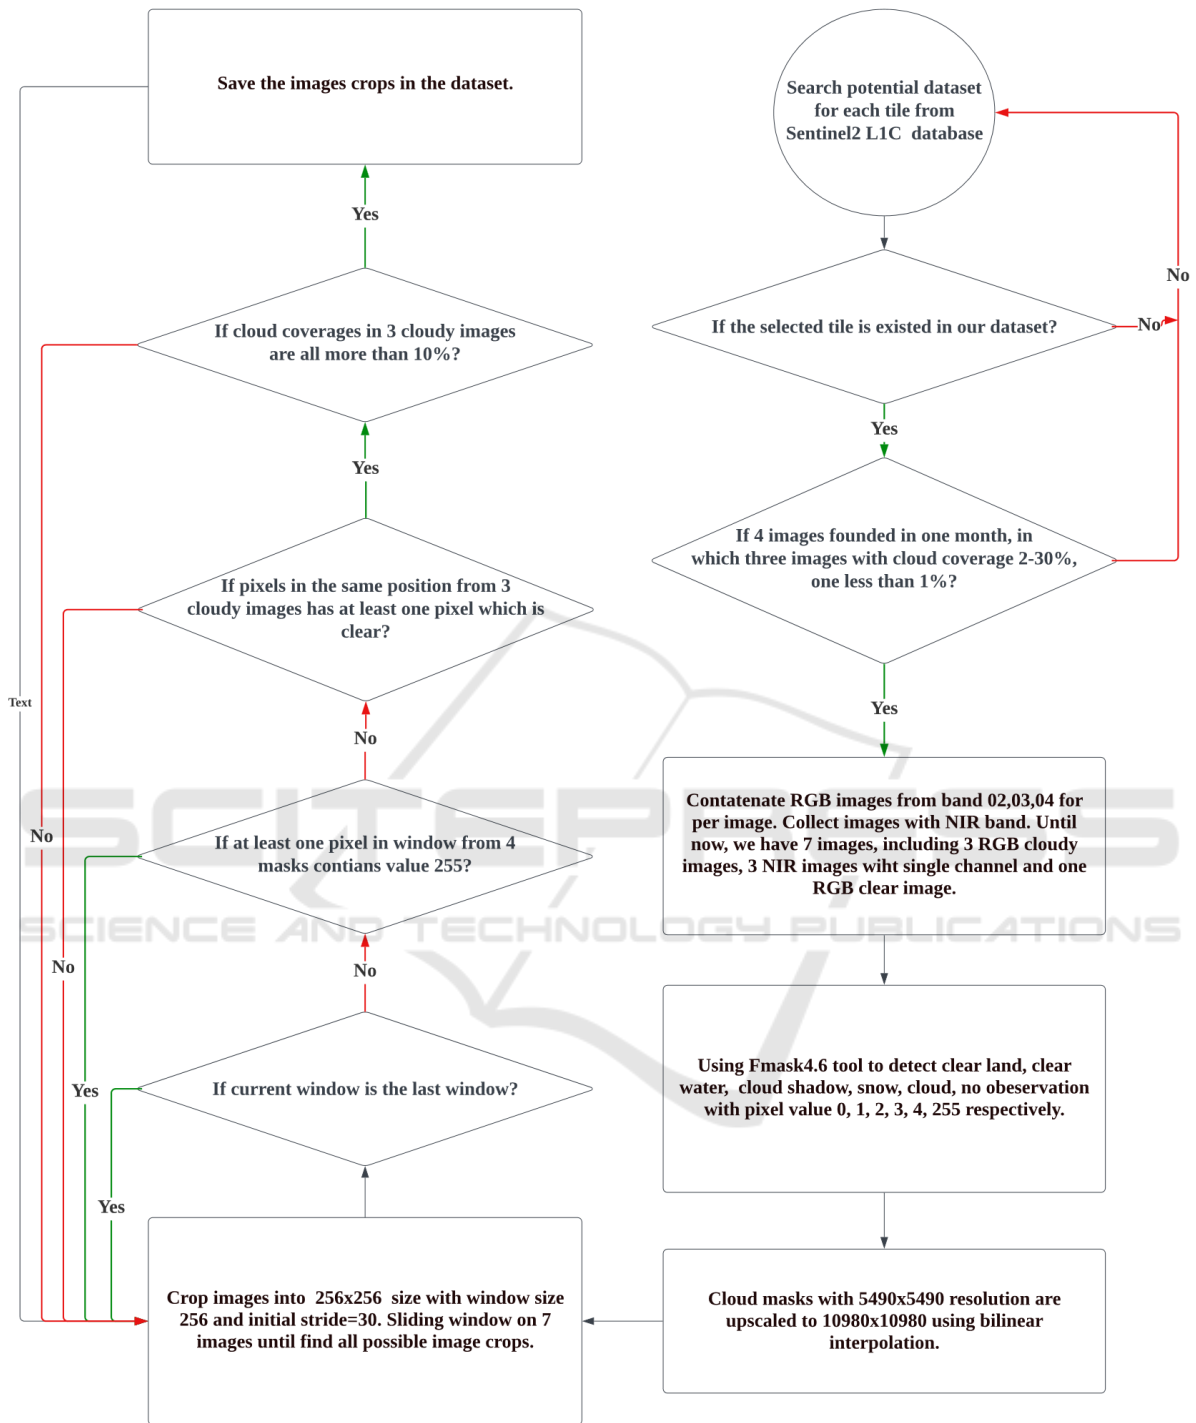 Search potential dataset
for each tile from
Sentinel2 L1C database
If the selected tile is existed in our dataset?
No
No
Yes
If 4 images founded in one month, in
which three images with cloud coverage 2-30%,
one less than 1%?
Yes
Contatenate RGB images from band 02,03,04 for
per image. Collect images with NIR band. Until
now, we have 7 images, including 3 RGB cloudy
images, 3 NIR images wiht single channel and one
RGB clear image.
Using Fmask4.6 tool to detect clear land, clear
water, cloud shadow, snow, cloud, no obeservation
with pixel value 0, 1, 2, 3, 4, 255 respectively.
Cloud masks with 5490x5490 resolution are
upscaled to 10980x10980 using bilinear
interpolation.
Crop images into 256x256 size with window size
256 and initial stride=30. Sliding window on 7
images until find all possible image crops.
If current window is the last window?
Yes
No
If at least one pixel in window from 4
masks contians value 255?
Yes
No
If pixels in the same position from 3
cloudy images has at least one pixel which is
clear?
No
Yes
If cloud coverages in 3 cloudy images
are all more than 10%?
No
Yes
Save the images crops in the dataset.
Text
SCITEPRESS
SCIENCE AND TECHNOLOGY PUBLICATIONS